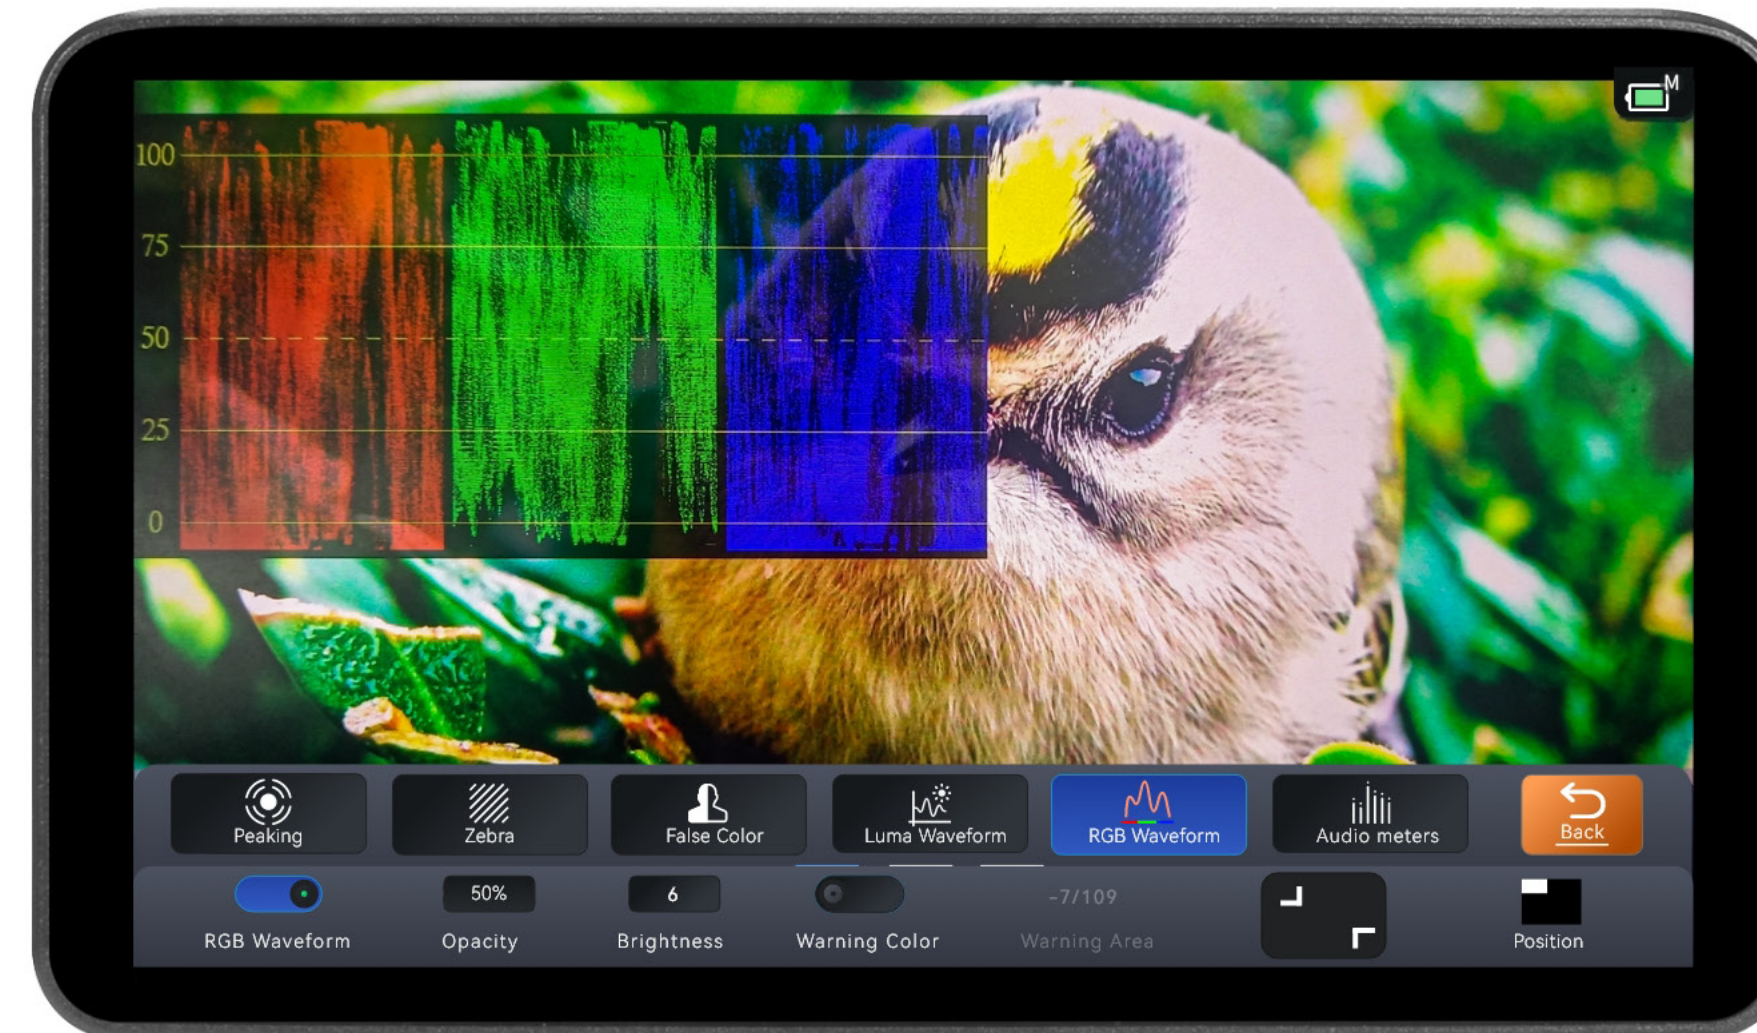 M
100
75
50
25
0
Peaking
Zebra
False Color
Luma Waveform
RGB Waveform
Audio meters
Back
50%
6
-7/109
RGB Waveform
Opacity
Brightness
Warning Color
Warning Area
Position